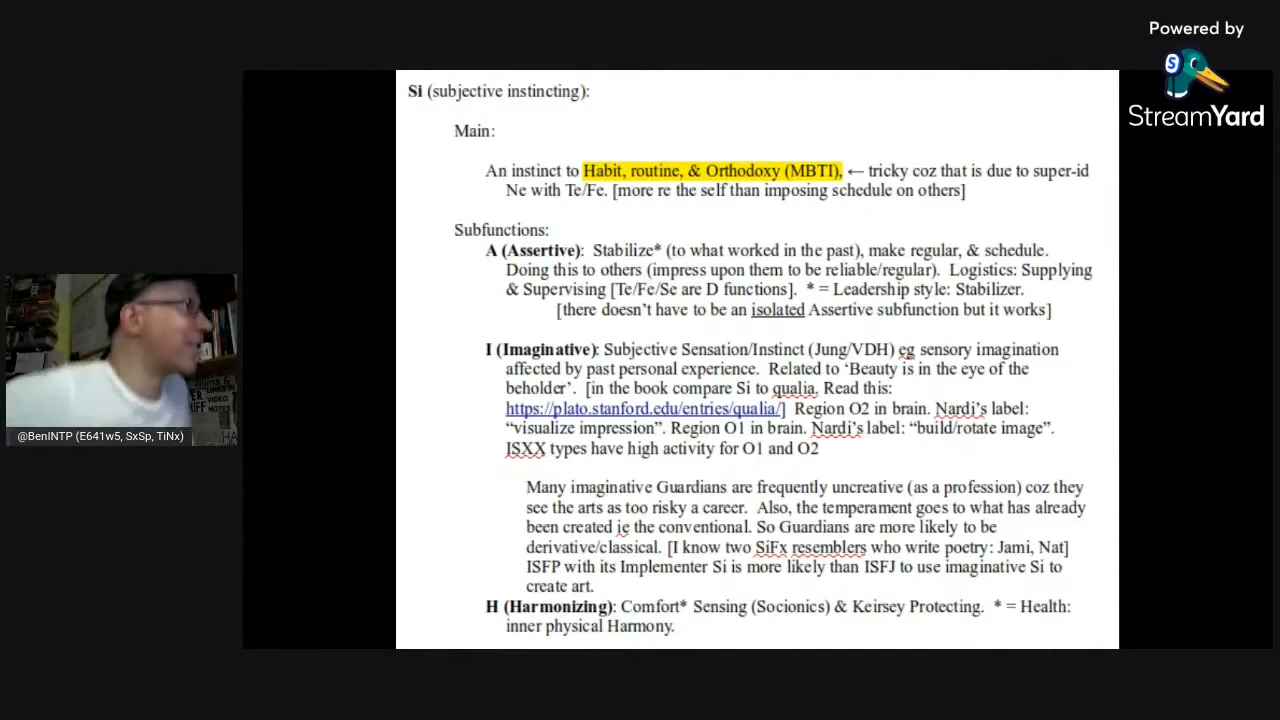 Powered by
StreamYard
Si (subjective instincting):
Main:
An instinct to Habit, routine, & Orthodoxy (MBTI), ← tricky coz that is due to super-id
Ne with Te/Fe. [more re the self than imposing schedule on others]
Subfunctions:
A (Assertive): Stabilize* (to what worked in the past), make regular, & schedule.
Doing this to others (impress upon them to be reliable/regular). Logistics: Supplying
& Supervising [Te/Fe/Se are D functions]. * = Leadership style: Stabilizer.
[there doesn't have to be an isolated Assertive subfunction but it works]
I (Imaginative): Subjective Sensation/Instinct (Jung/VDH) eg sensory imagination
affected by past personal experience. Related to 'Beauty is in the eye of the
beholder'. [in the book compare Si to qualia. Read this:
https://plato.stanford.edu/entries/qualia/] Region O2 in brain. Nardi's label:
"visualize impression". Region O1 in brain. Nardi's label: "build/rotate image".
ISXX types have high activity for O1 and O2
Many imaginative Guardians are frequently uncreative (as a profession) coz they
see the arts as too risky a career. Also, the temperament goes to what has already
been created ie the conventional. So Guardians are more likely to be
derivative/classical. [I know two SiFx resemblers who write poetry: Jami, Nat]
ISFP with its Implementer Si is more likely than ISFJ to use imaginative Si to
create art.
H (Harmonizing): Comfort* Sensing (Socionics) & Keirsey Protecting. * = Health:
inner physical Harmony.
VIDEO
NOTES
@BenINTP (E641w5, SxSp, TiNx)